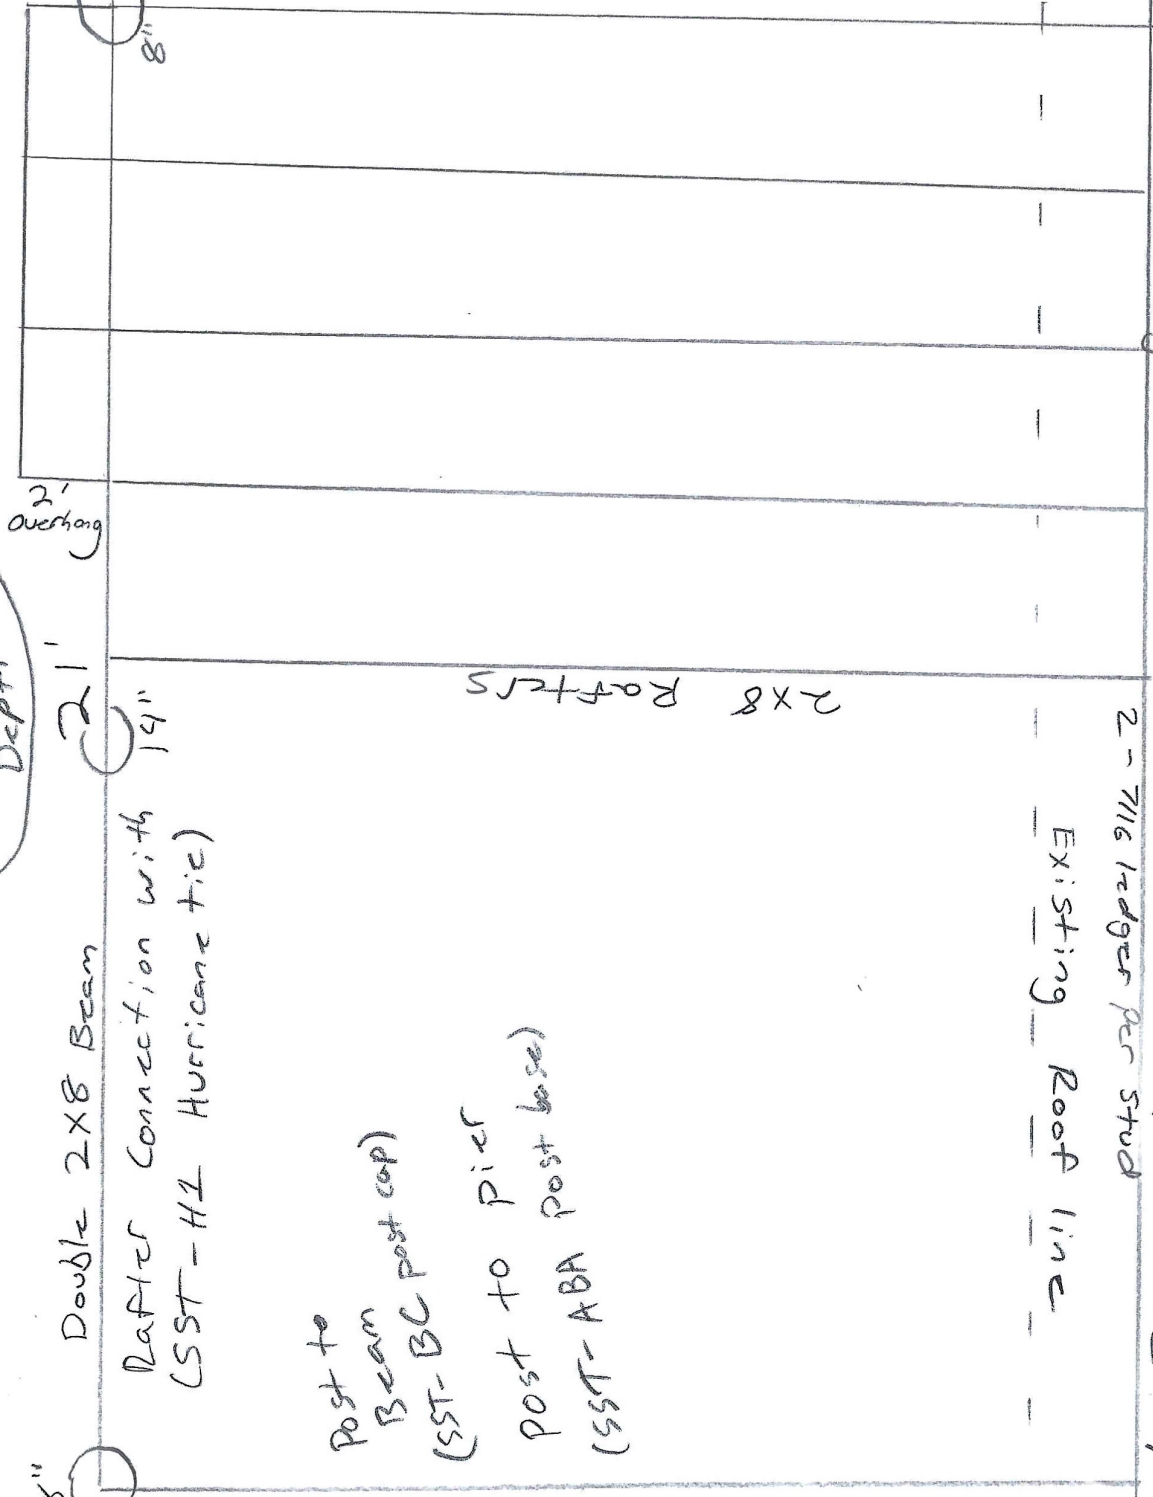 8"
2'
overhang
21'
Double 2x8 Beam
14"
Rafter Connection with
(SST-H1 Hurricane tie)
2x8 Rafters
Post to
Beam
(SST-BC post cap)
post to pier
(SST-ABA post base)
Existing Roof line
2 - 7/16 ledger per stud